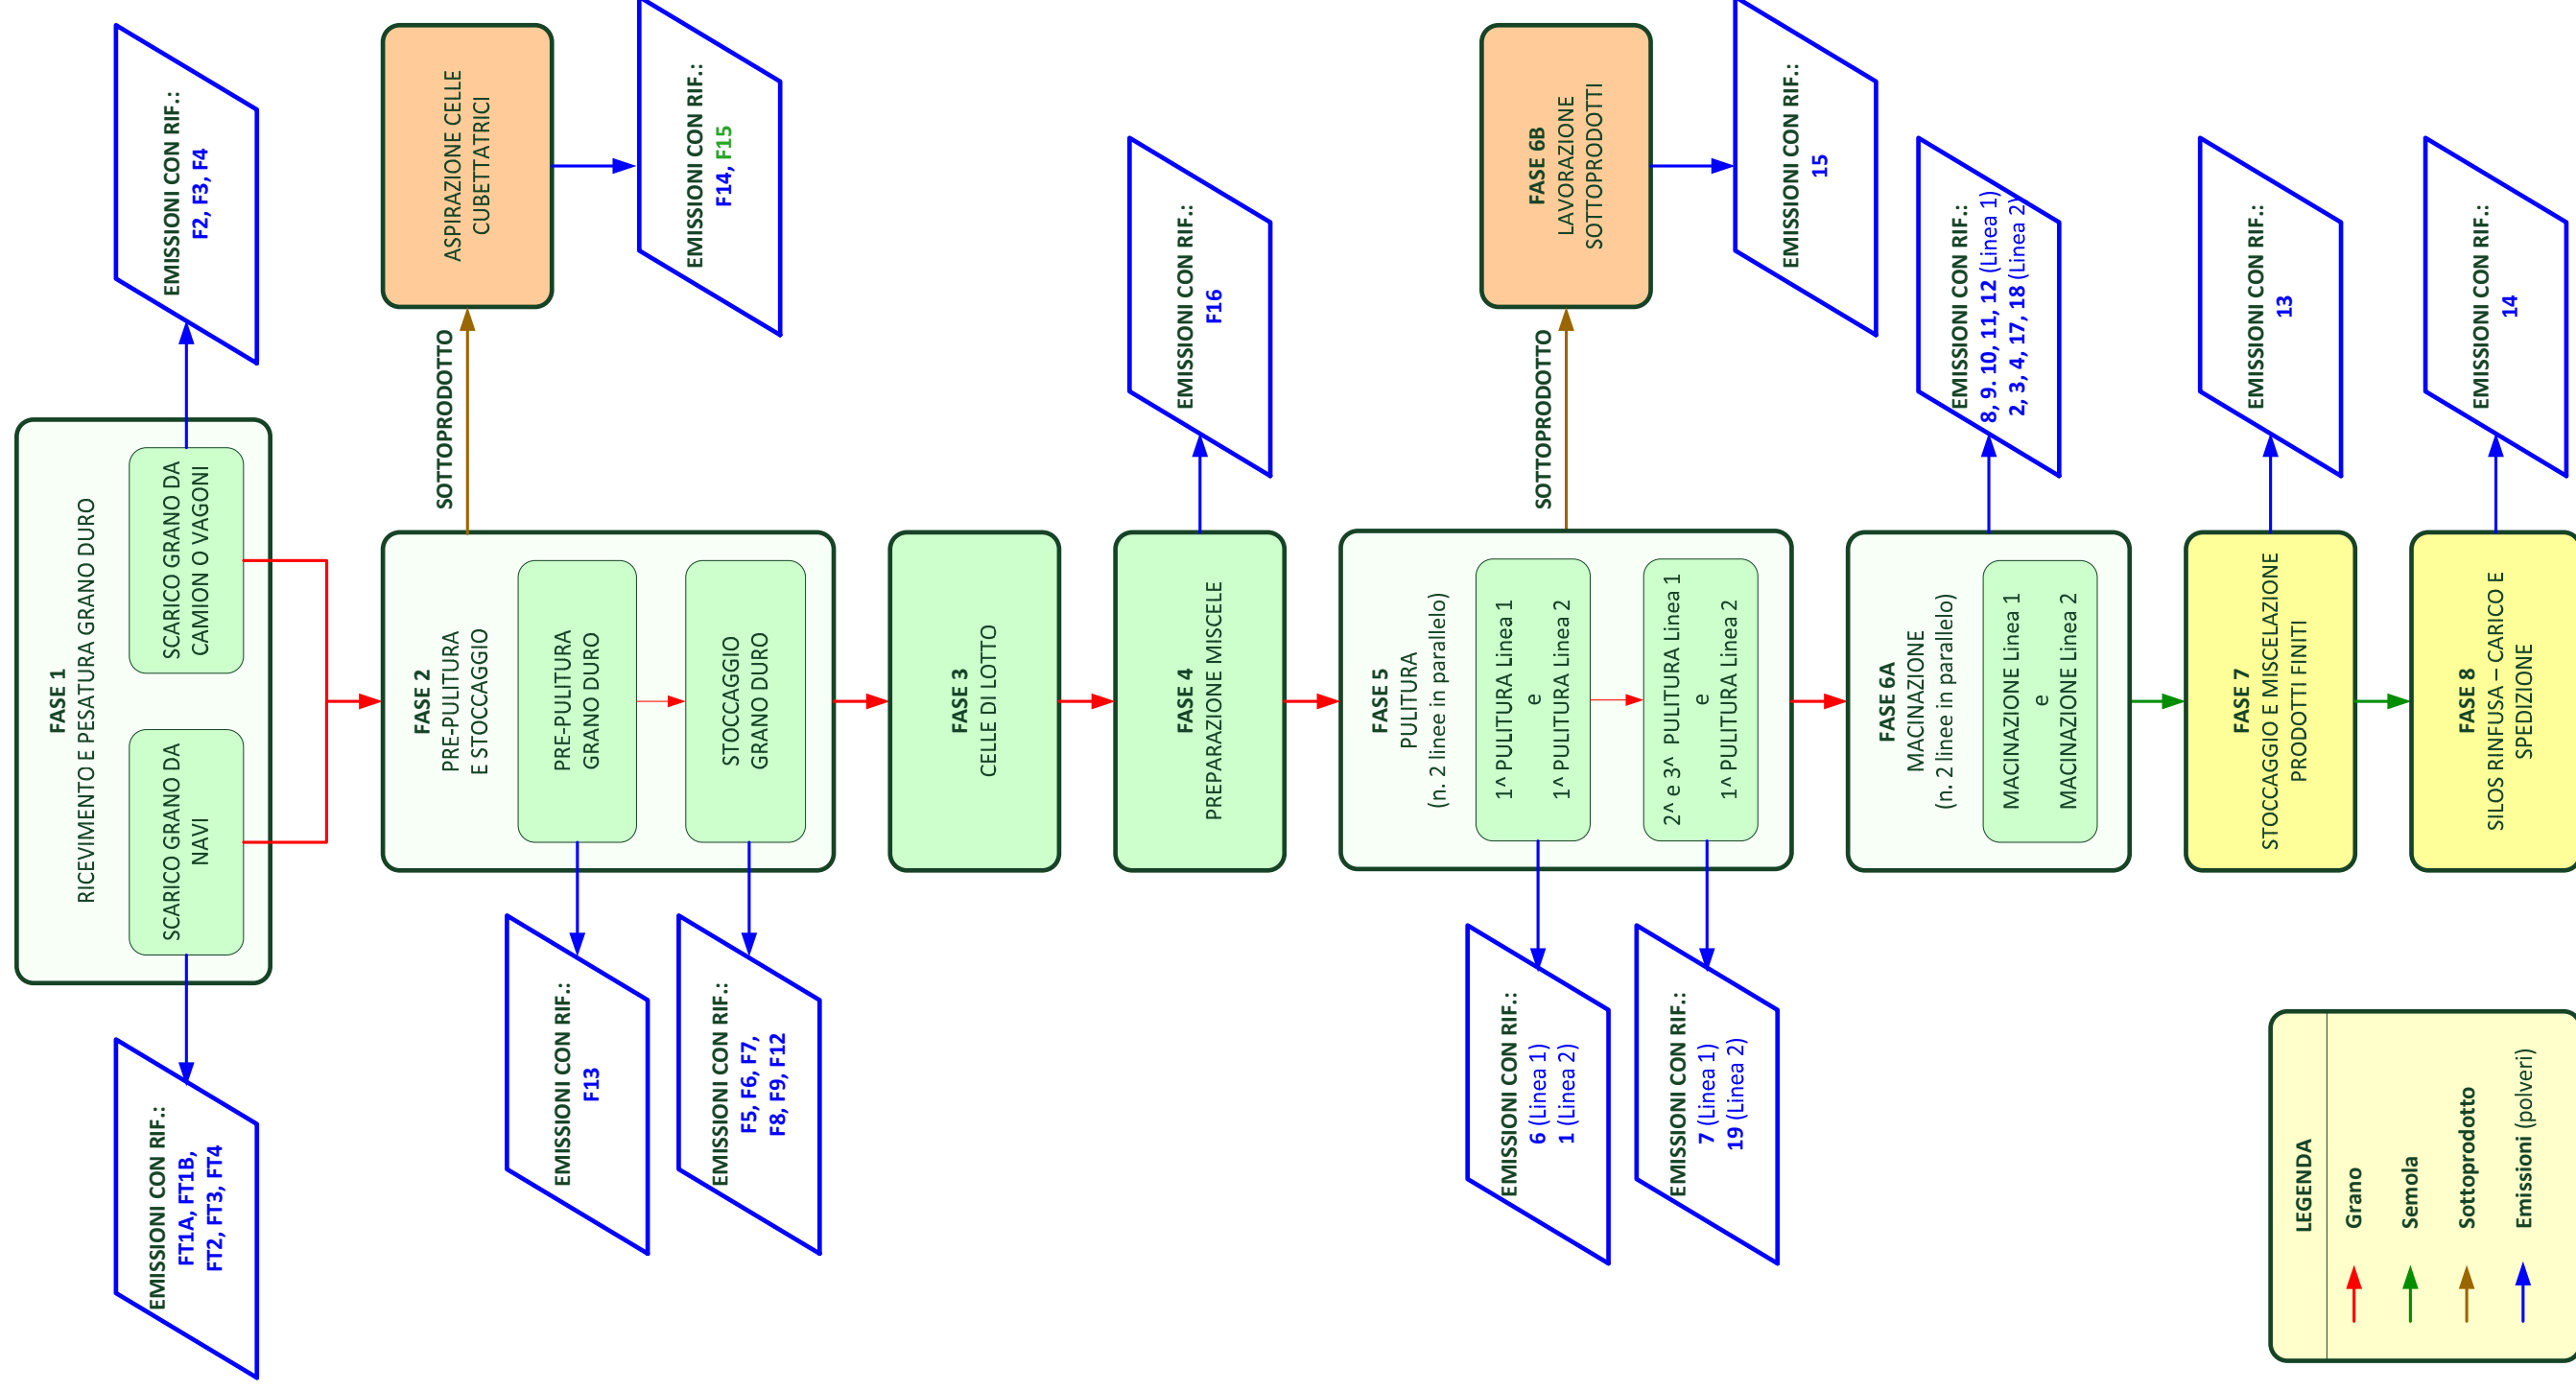 FASE 1
RICEVIMENTO E PESATURA GRANO DURO
SCARICO GRANO DA
NAVI
SCARICO GRANO DA
CAMION O VAGONI
EMISSIONI CON RIF.:
FT1A, FT1B,
FT2, FT3, FT4
EMISSIONI CON RIF.:
F2, F3, F4
FASE 2
PRE-PULITURA
E STOCCAGGIO
PRE-PULITURA
GRANO DURO
STOCCAGGIO
GRANO DURO
EMISSIONI CON RIF.:
F13
EMISSIONI CON RIF.:
F5, F6, F7,
F8, F9, F12
SOTTOPRODOTTO
ASPIRAZIONE CELLE
CUBETTATRICI
EMISSIONI CON RIF.:
F14, F15
FASE 3
CELLE DI LOTTO
FASE 4
PREPARAZIONE MISCELE
EMISSIONI CON RIF.:
F16
FASE 5
PULITURA
(n. 2 linee in parallelo)
1^ PULITURA Linea 1
e
1^ PULITURA Linea 2
2^ e 3^ PULITURA Linea 1
e
1^ PULITURA Linea 2
EMISSIONI CON RIF.:
6 (Linea 1)
1 (Linea 2)
EMISSIONI CON RIF.:
7 (Linea 1)
19 (Linea 2)
SOTTOPRODOTTO
FASE 6B
LAVORAZIONE
SOTTOPRODOTTI
EMISSIONI CON RIF.:
15
FASE 6A
MACINAZIONE
(n. 2 linee in parallelo)
MACINAZIONE Linea 1
e
MACINAZIONE Linea 2
EMISSIONI CON RIF.:
8, 9. 10, 11, 12 (Linea 1)
2, 3, 4, 17, 18 (Linea 2)
FASE 7
STOCCAGGIO E MISCELAZIONE
PRODOTTI FINITI
EMISSIONI CON RIF.:
13
FASE 8
SILOS RINFUSA – CARICO E
SPEDIZIONE
EMISSIONI CON RIF.:
14
LEGENDA
Grano
Semola
Sottoprodotto
Emissioni (polveri)